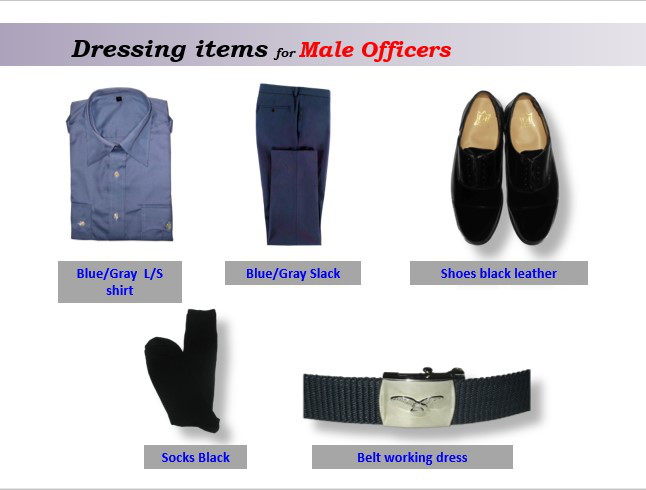 Dressing items for Male Officers
Blue/Gray L/S
shirt
Blue/Gray Slack
Shoes black leather
Socks Black
Belt working dress